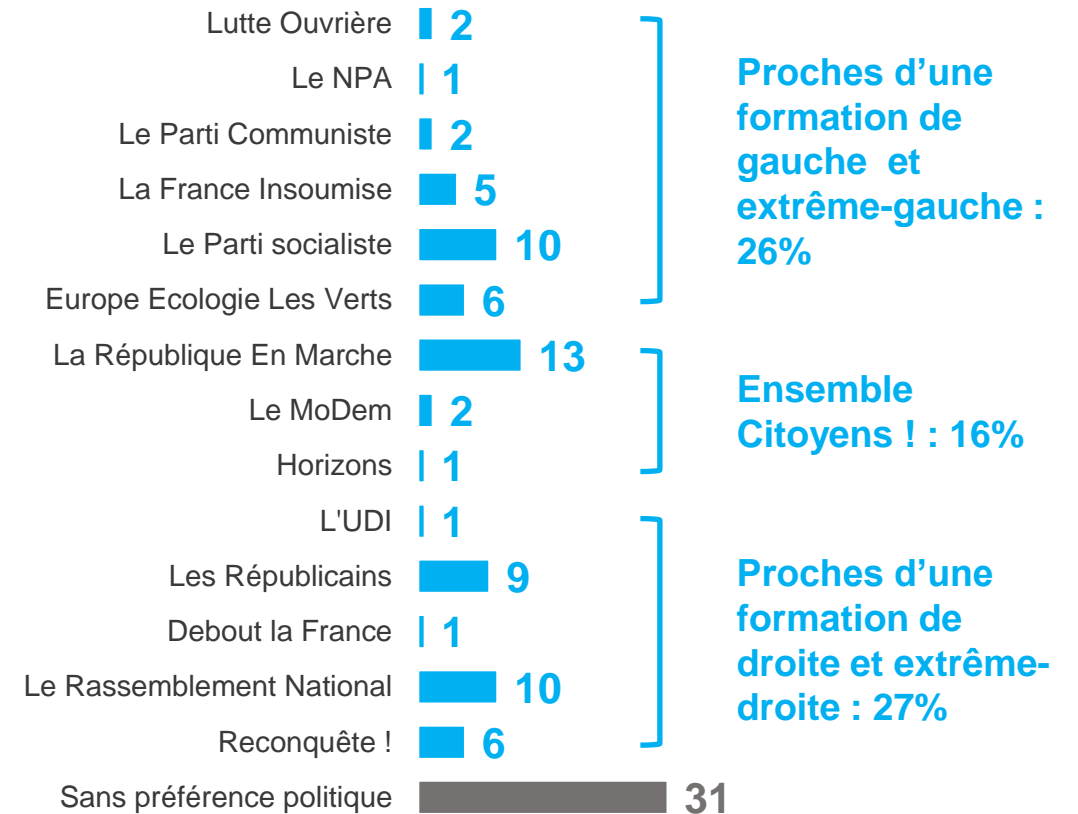 Lutte Ouvrière 2
Le NPA 1
Le Parti Communiste 2
La France Insoumise 5
Le Parti socialiste 10
Europe Ecologie Les Verts 6
Proches d’une
formation de
gauche et
extrême-gauche :
26%
La République En Marche 13
Le MoDem 2
Horizons 1
Ensemble
Citoyens ! : 16%
L'UDI 1
Les Républicains 9
Debout la France 1
Le Rassemblement National 10
Reconquête ! 6
Proches d’une
formation de
droite et extrême-
droite : 27%
Sans préférence politique 31